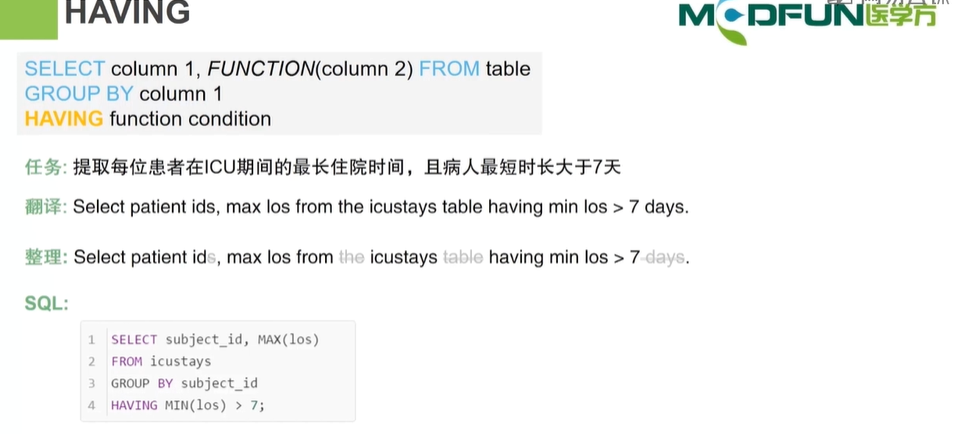 HAVING
MEDFUN医学方
SELECT column 1, FUNCTION(column 2) FROM table
GROUP BY column 1
HAVING function condition
任务: 提取每位患者在ICU期间的最长住院时间，且病人最短时长大于7天
翻译: Select patient ids, max los from the icustays table having min los > 7 days.
整理: Select patient ids, max los from the icustays table having min los > 7 days.
SQL:
1 SELECT subject_id, MAX(los)
2 FROM icustays
3 GROUP BY subject_id
4 HAVING MIN(los) > 7;